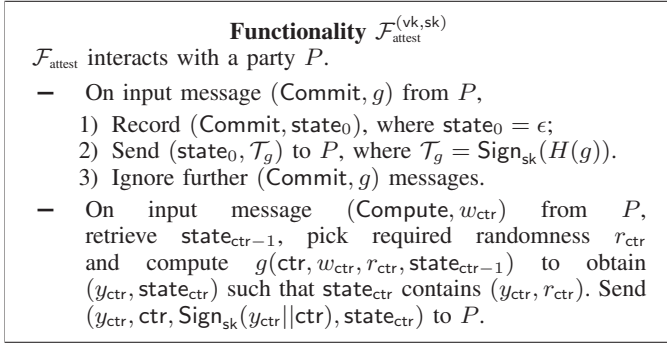 Functionality F_attest^(vk,sk)
F_attest interacts with a party P.
– On input message (Commit, g) from P,
1) Record (Commit, state_0), where state_0 = ϵ;
2) Send (state_0, T_g) to P, where T_g = Sign_sk(H(g)).
3) Ignore further (Commit, g) messages.
– On input message (Compute, w_ctr) from P,
retrieve state_ctr−1, pick required randomness r_ctr
and compute g(ctr, w_ctr, r_ctr, state_ctr−1) to obtain
(y_ctr, state_ctr) such that state_ctr contains (y_ctr, r_ctr). Send
(y_ctr, ctr, Sign_sk(y_ctr||ctr), state_ctr) to P.